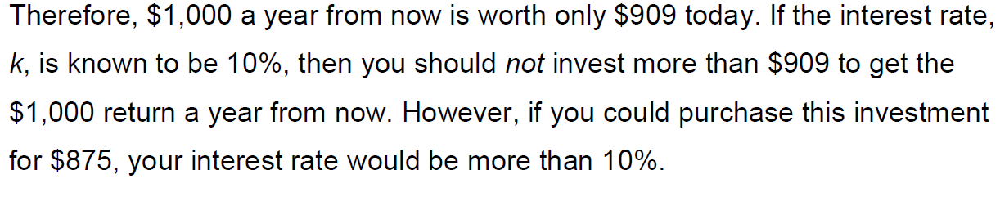 Therefore, $1,000 a year from now is worth only $909 today. If the interest rate,
k, is known to be 10%, then you should not invest more than $909 to get the
$1,000 return a year from now. However, if you could purchase this investment
for $875, your interest rate would be more than 10%.